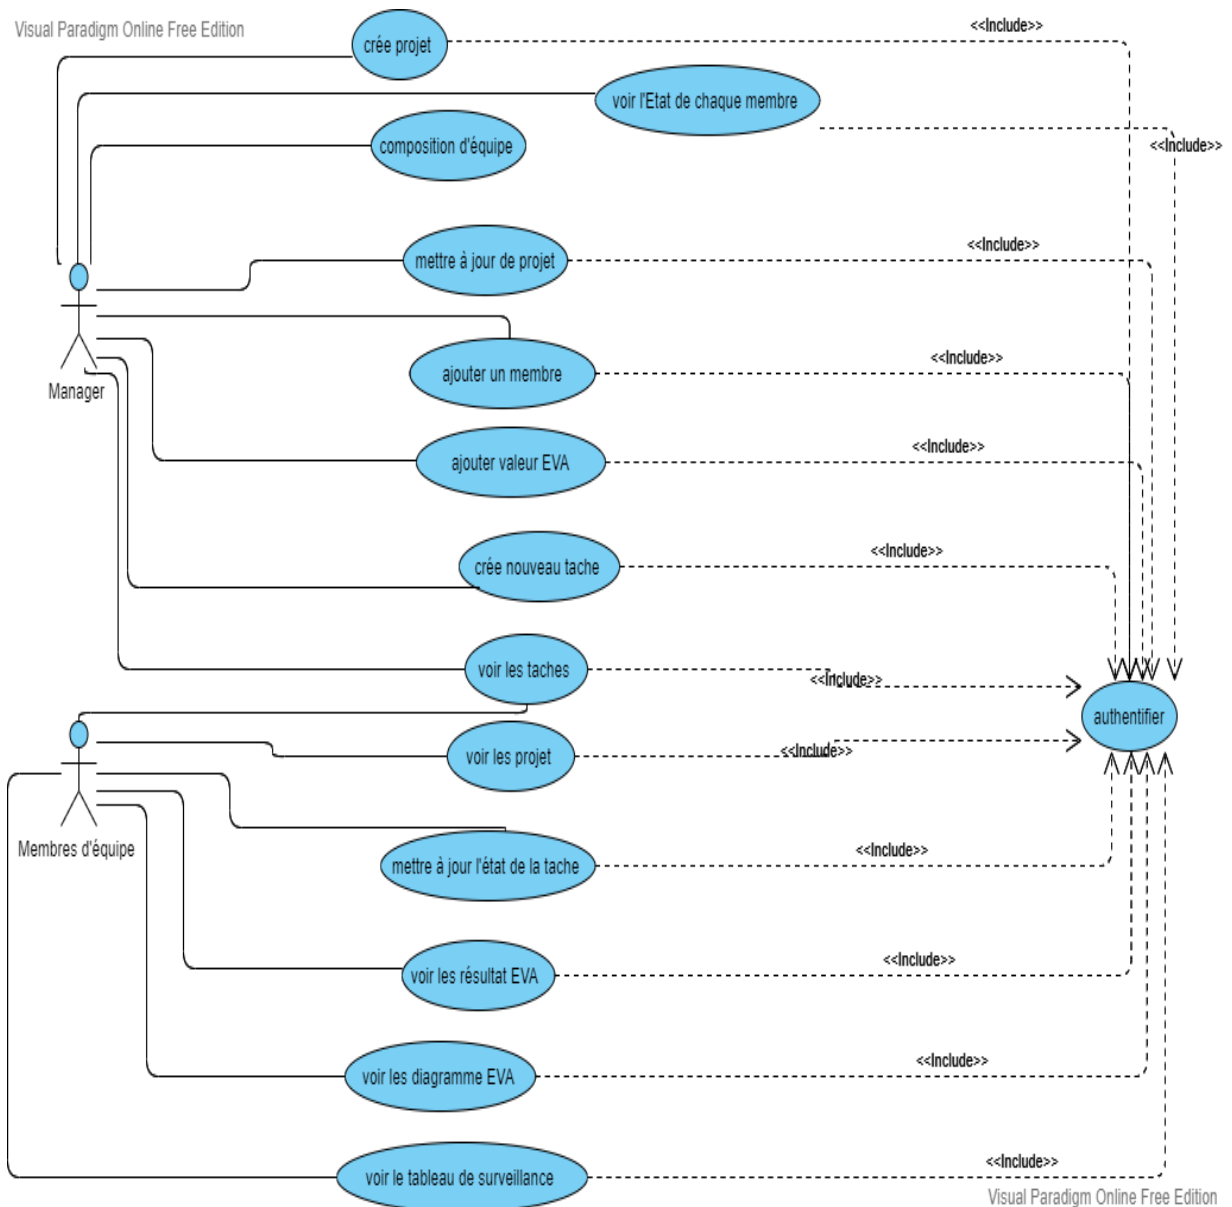 Visual Paradigm Online Free Edition
crée projet
<<Include>>
voir l'Etat de chaque membre
<<Include>>
composition d'équipe
mettre à jour de projet
<<Include>>
Manager
ajouter un membre
<<Include>>
ajouter valeur EVA
<<Include>>
crée nouveau tache
<<Include>>
voir les taches
<<Include>>
authentifier
voir les projet
<<Include>>
Membres d'équipe
mettre à jour l'état de la tache
<<Include>>
voir les résultat EVA
<<Include>>
voir les diagramme EVA
<<Include>>
voir le tableau de surveillance
<<Include>>
Visual Paradigm Online Free Edition